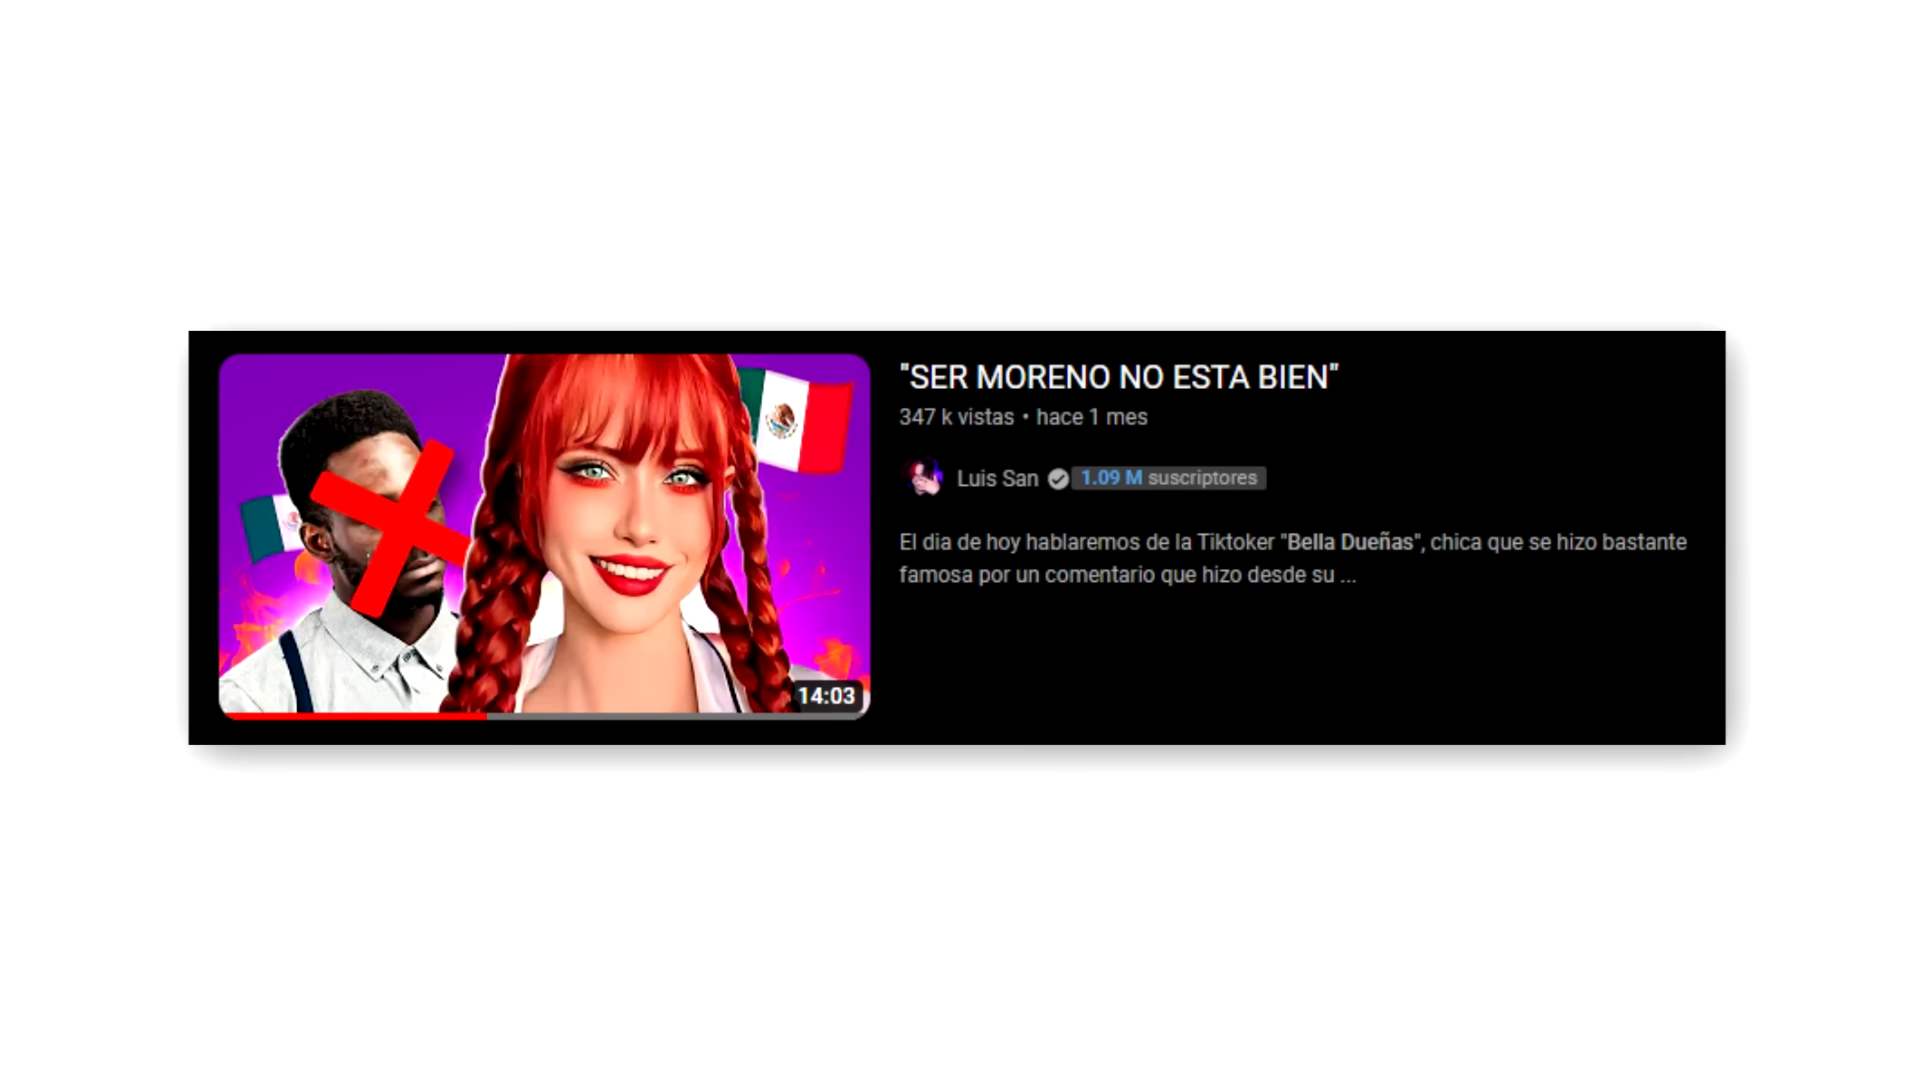 "SER MORENO NO ESTA BIEN"
347 k vistas • hace 1 mes
Luis San 1.09 M suscriptores
El dia de hoy hablaremos de la Tiktoker "Bella Dueñas", chica que se hizo bastante
famosa por un comentario que hizo desde su ...
14:03